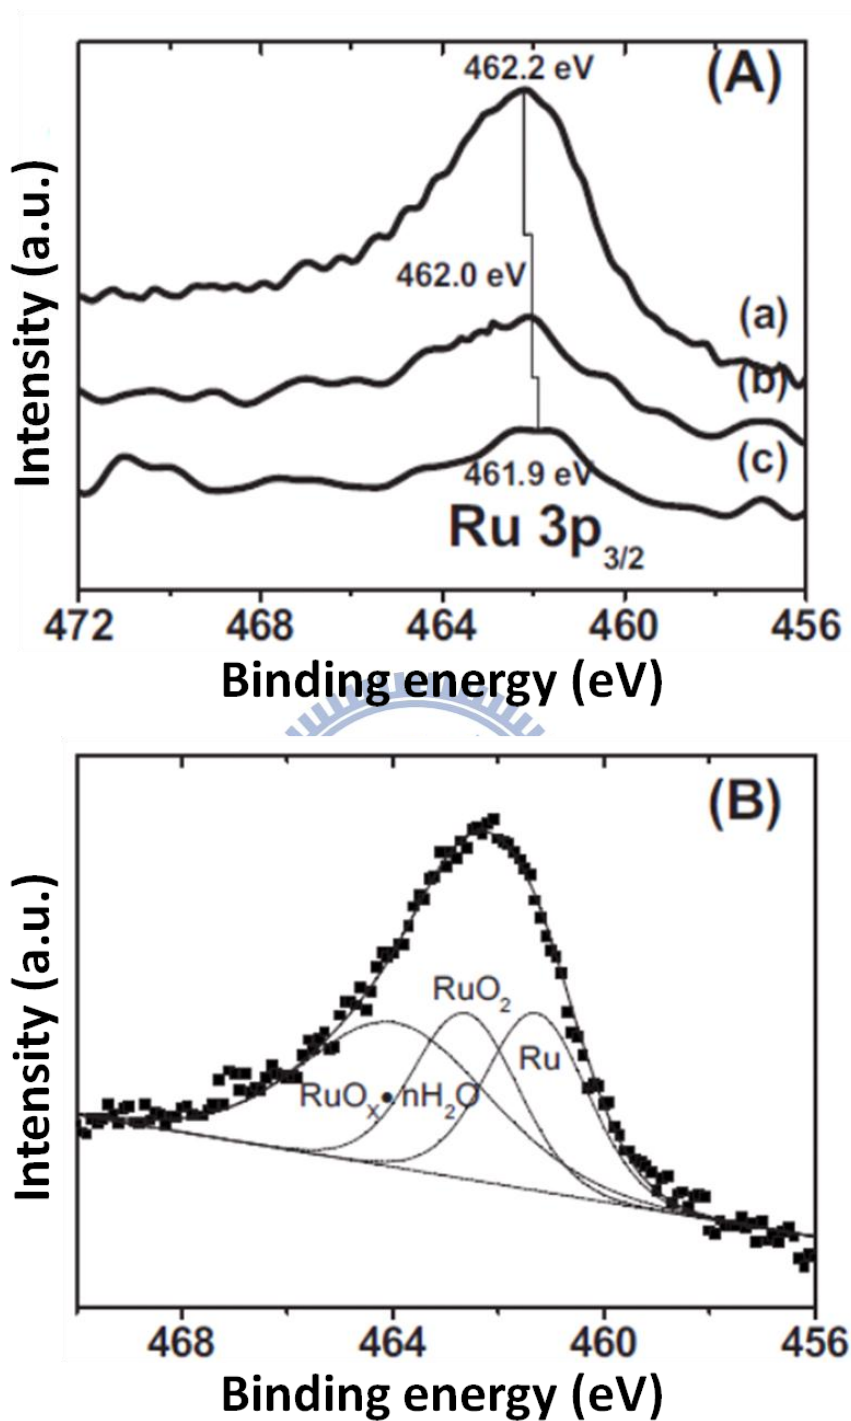 (A)
462.2 eV
462.0 eV
(a)
(b)
(c)
461.9 eV
Ru 3p3/2
Intensity (a.u.)
472 468 464 460 456
Binding energy (eV)
(B)
RuO2
Ru
RuOx•nH2O
Intensity (a.u.)
468 464 460 456
Binding energy (eV)